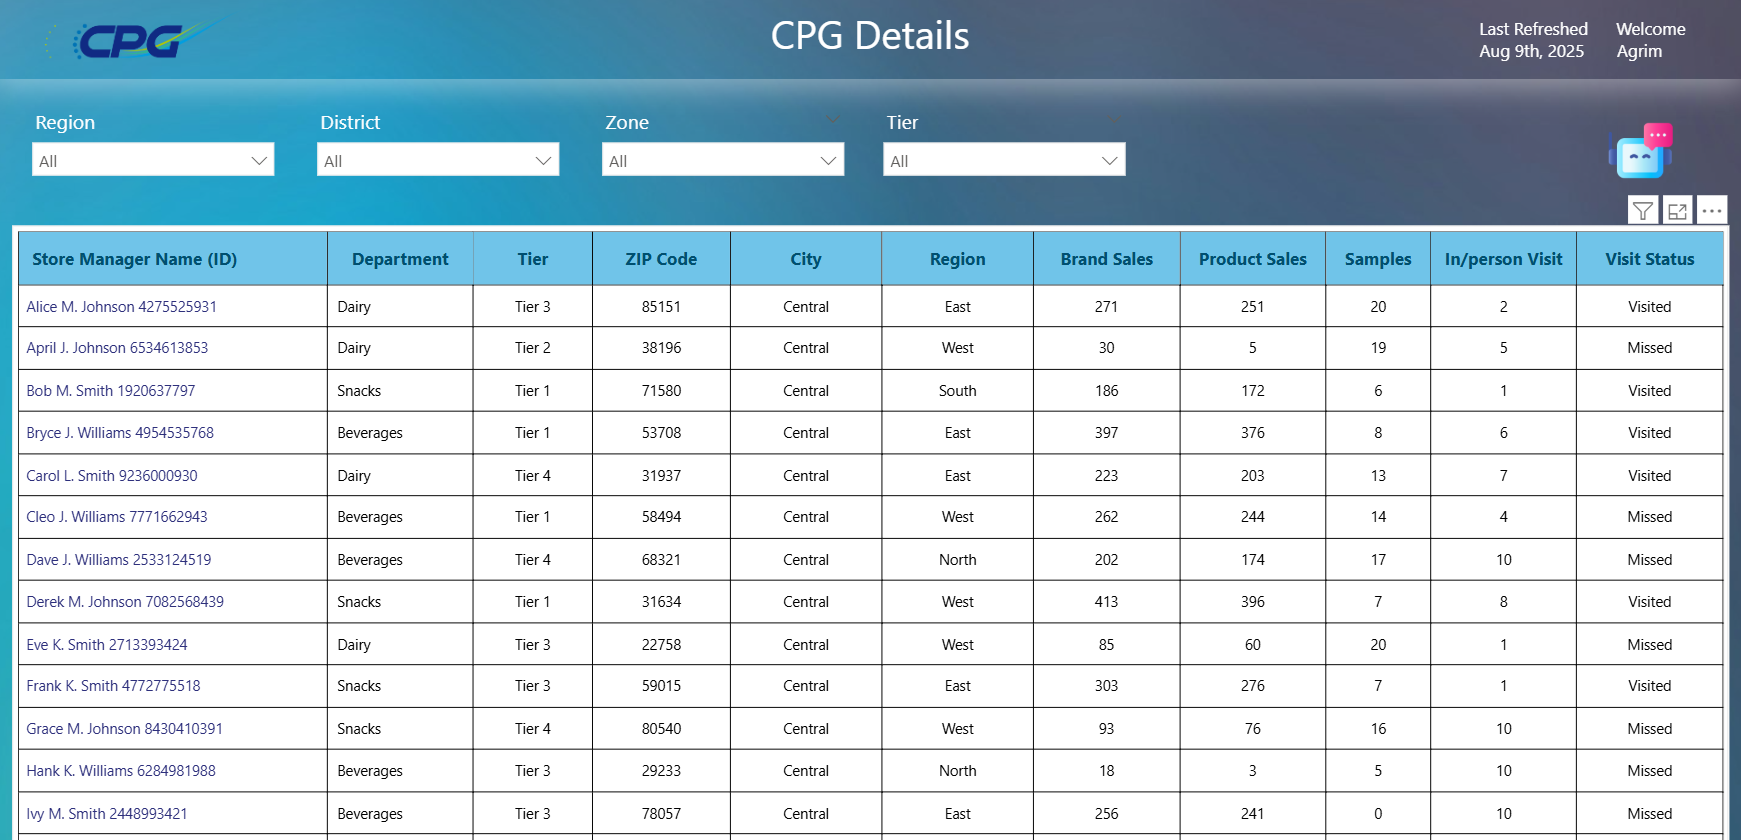 CPG
CPG Details
Last Refreshed
Aug 9th, 2025
Welcome
Agrim
Region
District
Zone
Tier
All
All
All
All
Store Manager Name (ID) Department Tier ZIP Code City Region Brand Sales Product Sales Samples In/person Visit Visit Status
Alice M. Johnson 4275525931 Dairy Tier 3 85151 Central East 271 251 20 2 Visited
April J. Johnson 6534613853 Dairy Tier 2 38196 Central West 30 5 19 5 Missed
Bob M. Smith 1920637797 Snacks Tier 1 71580 Central South 186 172 6 1 Visited
Bryce J. Williams 4954535768 Beverages Tier 1 53708 Central East 397 376 8 6 Visited
Carol L. Smith 9236000930 Dairy Tier 4 31937 Central East 223 203 13 7 Visited
Cleo J. Williams 7771662943 Beverages Tier 1 58494 Central West 262 244 14 4 Missed
Dave J. Williams 2533124519 Beverages Tier 4 68321 Central North 202 174 17 10 Missed
Derek M. Johnson 7082568439 Snacks Tier 1 31634 Central West 413 396 7 8 Visited
Eve K. Smith 2713393424 Dairy Tier 3 22758 Central West 85 60 20 1 Missed
Frank K. Smith 4772775518 Snacks Tier 3 59015 Central East 303 276 7 1 Visited
Grace M. Johnson 8430410391 Snacks Tier 4 80540 Central West 93 76 16 10 Missed
Hank K. Williams 6284981988 Beverages Tier 3 29233 Central North 18 3 5 10 Missed
Ivy M. Smith 2448993421 Beverages Tier 3 78057 Central East 256 241 0 10 Missed